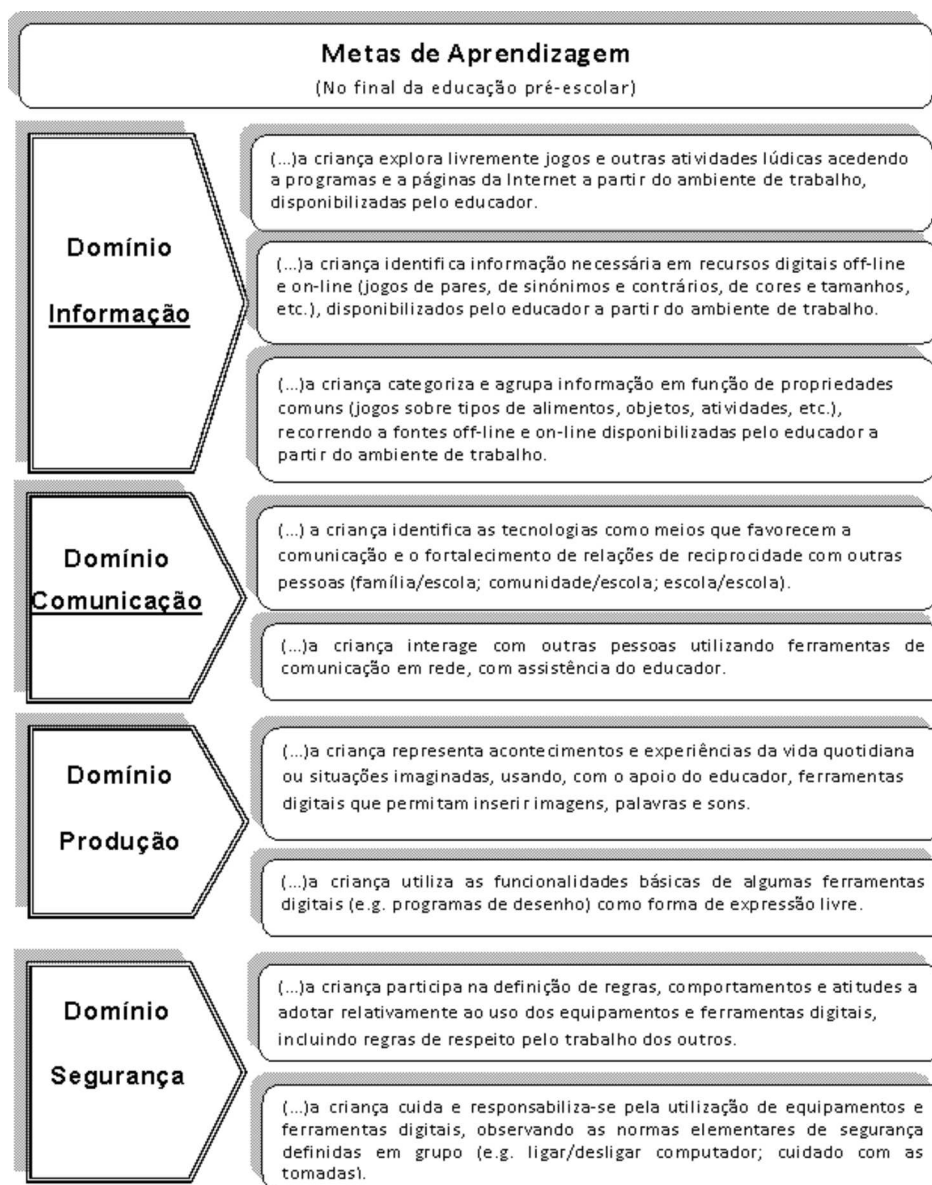 Metas de Aprendizagem
(No final da educação pré-escolar)
Domínio
Informação
(...)a criança explora livremente jogos e outras atividades lúdicas acedendo
a programas e a páginas da Internet a partir do ambiente de trabalho,
disponibilizadas pelo educador.
(...)a criança identifica informação necessária em recursos digitais off-line
e on-line (jogos de pares, de sinónimos e contrários, de cores e tamanhos,
etc.), disponibilizados pelo educador a partir do ambiente de trabalho.
(...)a criança categoriza e agrupa informação em função de propriedades
comuns (jogos sobre tipos de alimentos, objetos, atividades, etc.),
recorrendo a fontes off-line e on-line disponibilizadas pelo educador a
partir do ambiente de trabalho.
Domínio
Comunicação
(...) a criança identifica as tecnologias como meios que favorecem a
comunicação e o fortalecimento de relações de reciprocidade com outras
pessoas (família/escola; comunidade/escola; escola/escola).
(...)a criança interage com outras pessoas utilizando ferramentas de
comunicação em rede, com assistência do educador.
Domínio
Produção
(...)a criança representa acontecimentos e experiências da vida quotidiana
ou situações imaginadas, usando, com o apoio do educador, ferramentas
digitais que permitam inserir imagens, palavras e sons.
(...)a criança utiliza as funcionalidades básicas de algumas ferramentas
digitais (e.g. programas de desenho) como forma de expressão livre.
Domínio
Segurança
(...)a criança participa na definição de regras, comportamentos e atitudes a
adotar relativamente ao uso dos equipamentos e ferramentas digitais,
incluindo regras de respeito pelo trabalho dos outros.
(...)a criança cuida e responsabiliza-se pela utilização de equipamentos e
ferramentas digitais, observando as normas elementares de segurança
definidas em grupo (e.g. ligar/desligar computador; cuidado com as
tomadas).